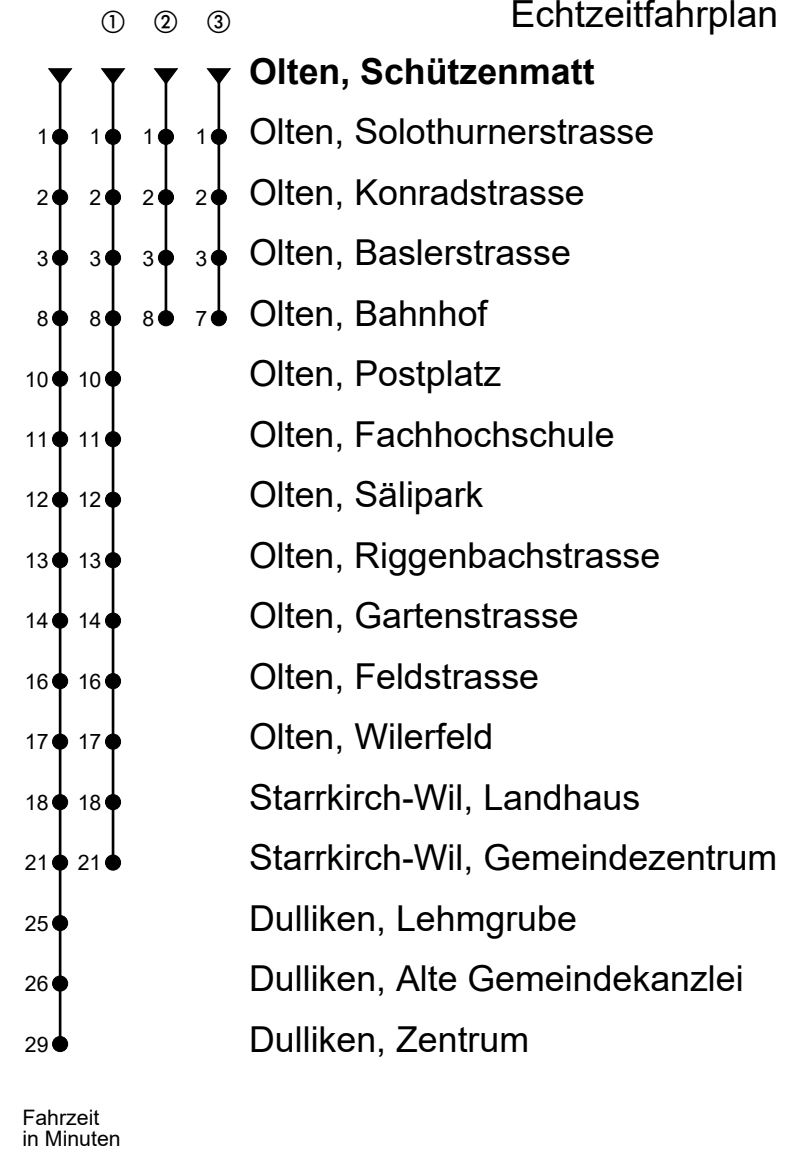 Echtzeitfahrplan
① ② ③
Olten, Schützenmatt
1 1 1 1 Olten, Solothurnerstrasse
2 2 2 2 Olten, Konradstrasse
3 3 3 3 Olten, Baslerstrasse
8 8 8 7 Olten, Bahnhof
10 10 Olten, Postplatz
11 11 Olten, Fachhochschule
12 12 Olten, Sälipark
13 13 Olten, Riggenbachstrasse
14 14 Olten, Gartenstrasse
16 16 Olten, Feldstrasse
17 17 Olten, Wilerfeld
18 18 Starrkirch-Wil, Landhaus
21 21 Starrkirch-Wil, Gemeindezentrum
25 Dulliken, Lehmgrube
26 Dulliken, Alte Gemeindekanzlei
29 Dulliken, Zentrum
Fahrzeit
in Minuten